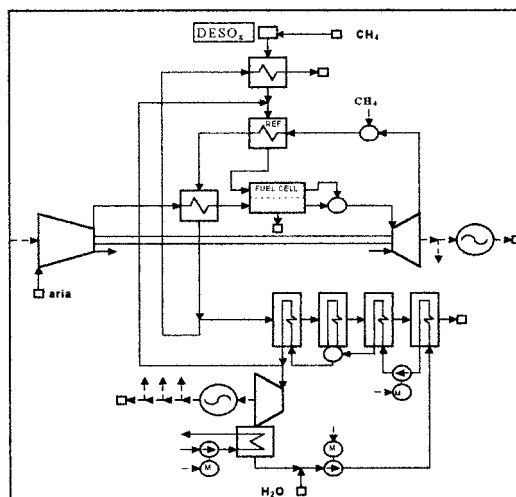 DESOx
CH₄
CH₄
REF
FUEL CELL
aria
M
M
M
H₂O